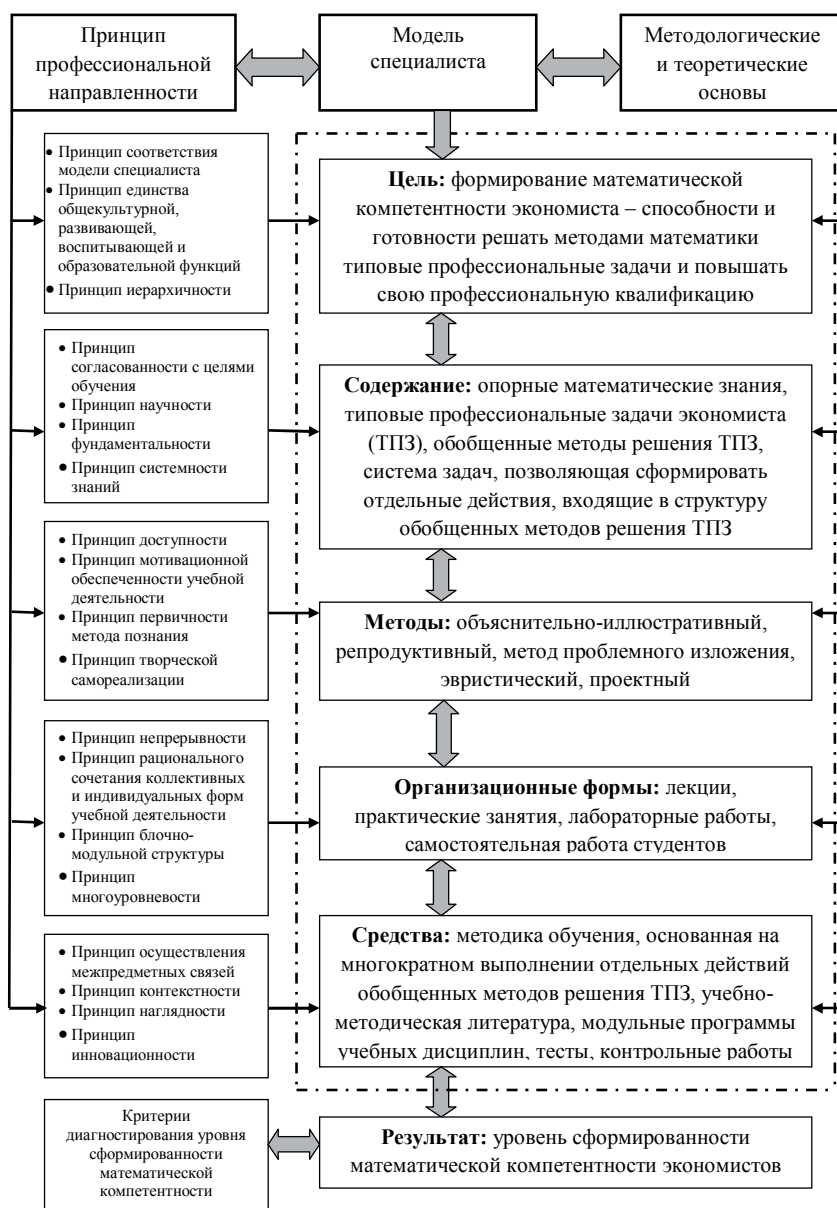 Принцип
профессиональной
направленности
Модель
специалиста
Методологические
и теоретические
основы
• Принцип соответствия
модели специалиста
• Принцип единства
общекультурной,
развивающей,
воспитывающей и
образовательной функций
• Принцип иерархичности
Цель: формирование математической
компетентности экономиста – способности и
готовности решать методами математики
типовые профессиональные задачи и повышать
свою профессиональную квалификацию
• Принцип
согласованности с целями
обучения
• Принцип научности
• Принцип
фундаментальности
• Принцип системности
знаний
Содержание: опорные математические знания,
типовые профессиональные задачи экономиста
(ТПЗ), обобщенные методы решения ТПЗ,
система задач, позволяющая сформировать
отдельные действия, входящие в структуру
обобщенных методов решения ТПЗ
• Принцип доступности
• Принцип мотивационной
обеспеченности учебной
деятельности
• Принцип первичности
метода познания
• Принцип творческой
самореализации
Методы: объяснительно-иллюстративный,
репродуктивный, метод проблемного изложения,
эвристический, проектный
• Принцип непрерывности
• Принцип рационального
сочетания коллективных
и индивидуальных форм
учебной деятельности
• Принцип блочно-
модульной структуры
• Принцип
многоуровневости
Организационные формы: лекции,
практические занятия, лабораторные работы,
самостоятельная работа студентов
• Принцип осуществления
межпредметных связей
• Принцип контекстности
• Принцип наглядности
• Принцип
инновационности
Средства: методика обучения, основанная на
многократном выполнении отдельных действий
обобщенных методов решения ТПЗ, учебно-
методическая литература, модульные программы
учебных дисциплин, тесты, контрольные работы
Критерии
диагностирования уровня
сформированности
математической
компетентности
Результат: уровень сформированности
математической компетентности экономистов